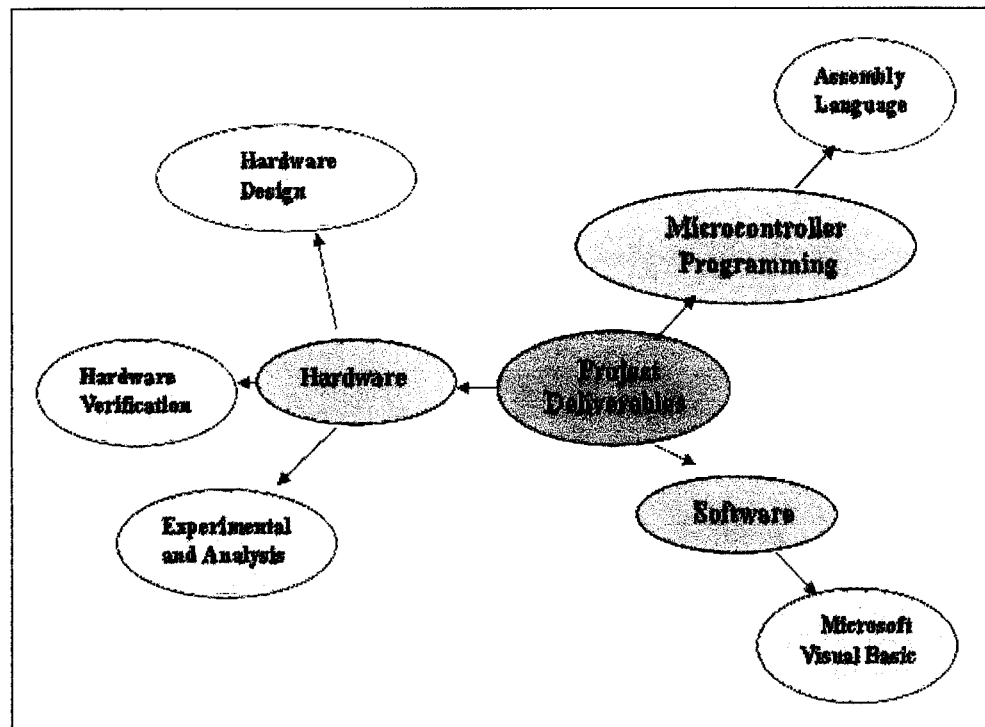 Assembly
Language
Hardware
Design
Microcontroller
Programming
Hardware
Verification
Hardware
Project
Deliverables
Experimental
and Analysis
Software
Microsoft
Visual Basic